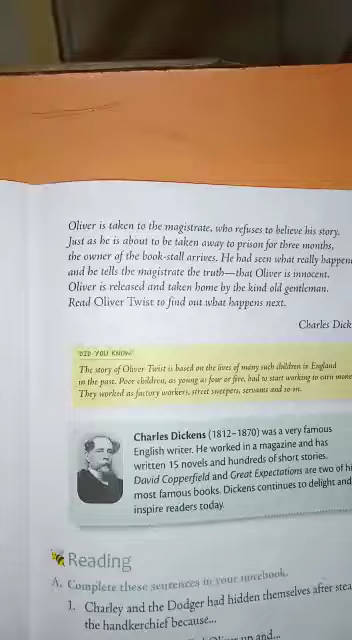 Oliver is taken to the magistrate, who refuses to believe his story.
Just as he is about to be taken away to prison for three months,
the owner of the book-stall arrives. He had seen what really happen
and he tells the magistrate the truth—that Oliver is innocent.
Oliver is released and taken home by the kind old gentleman.
Read Oliver Twist to find out what happens next.
Charles Dick
DID YOU KNOW?
The story of Oliver Twist is based on the lives of many such children in England
in the past. Poor children, as young as four or five, had to start working to earn mone
They worked as factory workers, street sweepers, servants and so on.
Charles Dickens (1812–1870) was a very famous
English writer. He worked in a magazine and has
written 15 novels and hundreds of short stories.
David Copperfield and Great Expectations are two of hi
most famous books. Dickens continues to delight and
inspire readers today.
Reading
A. Complete these sentences in your notebook.
1. Charley and the Dodger had hidden themselves after stea
the handkerchief because...
up and...